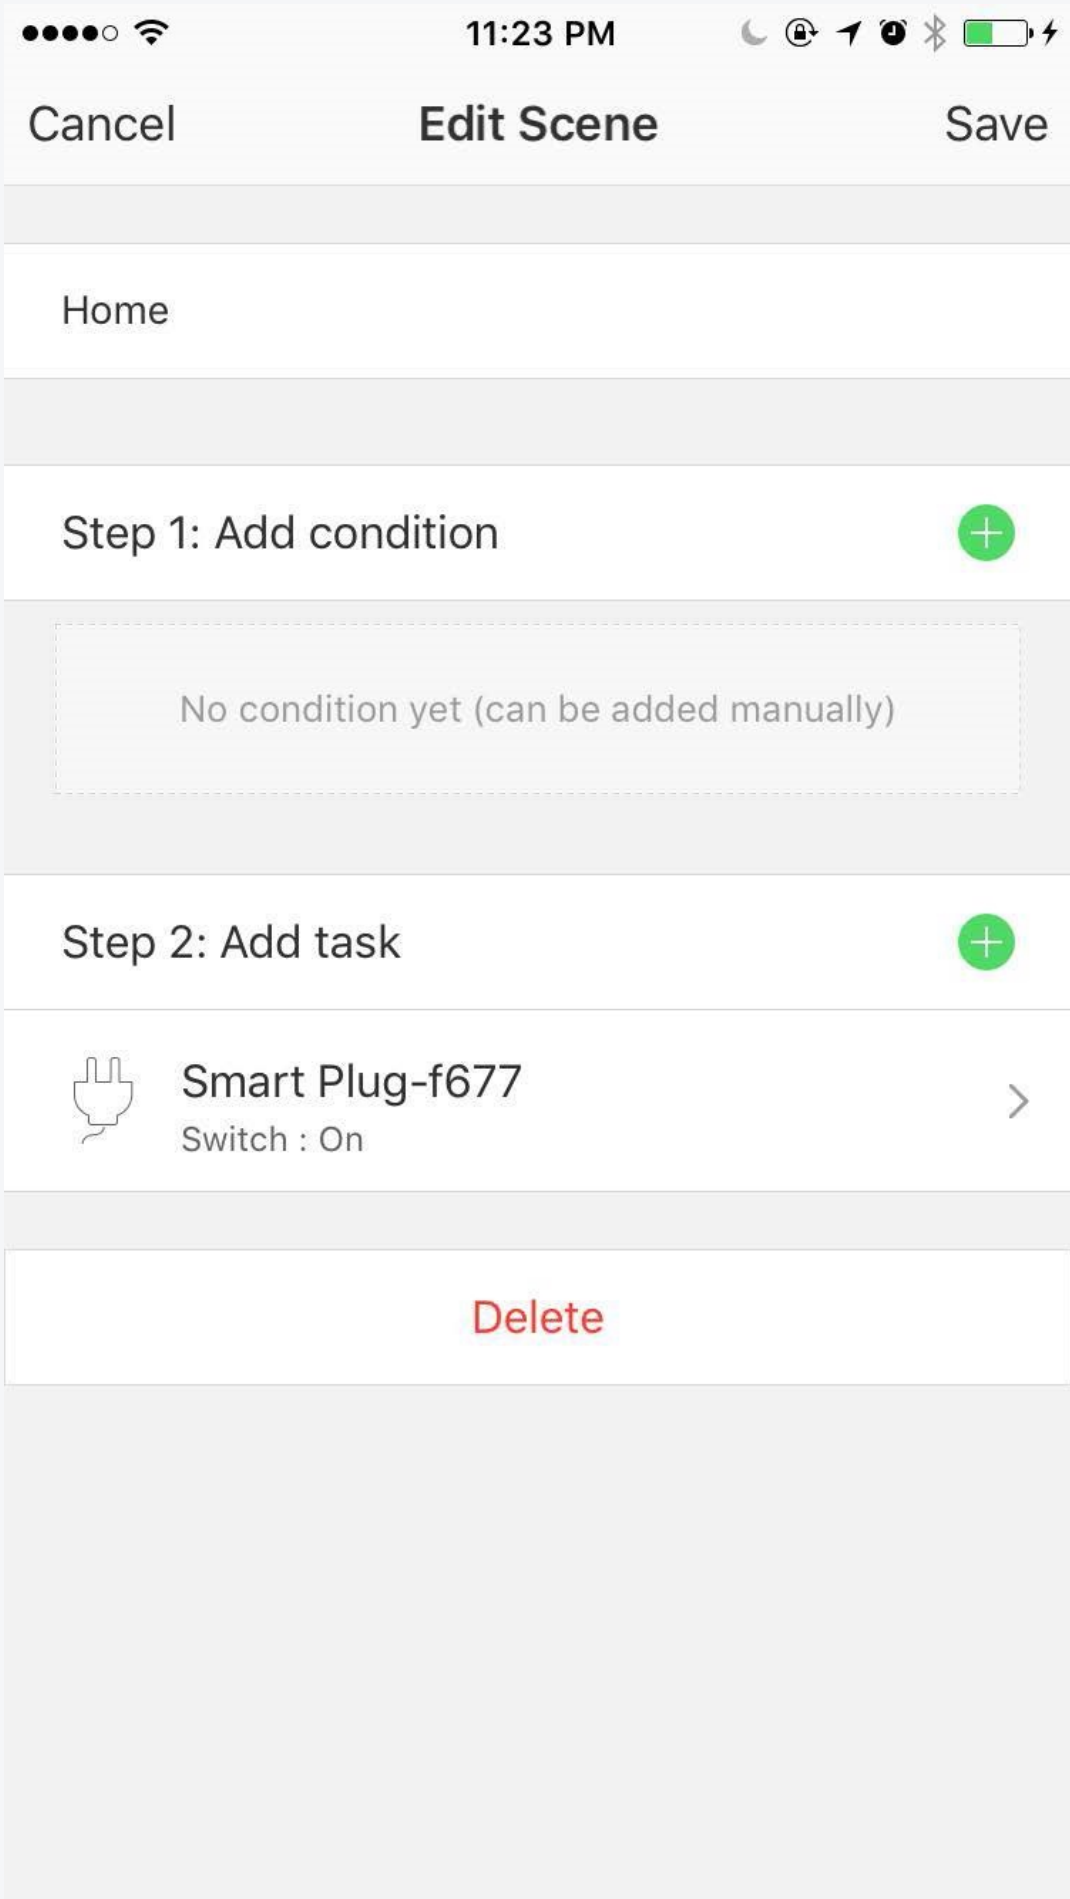 11:23 PM
Cancel
Edit Scene
Save
Home
Step 1: Add condition
No condition yet (can be added manually)
Step 2: Add task
Smart Plug-f677
Switch : On
Delete